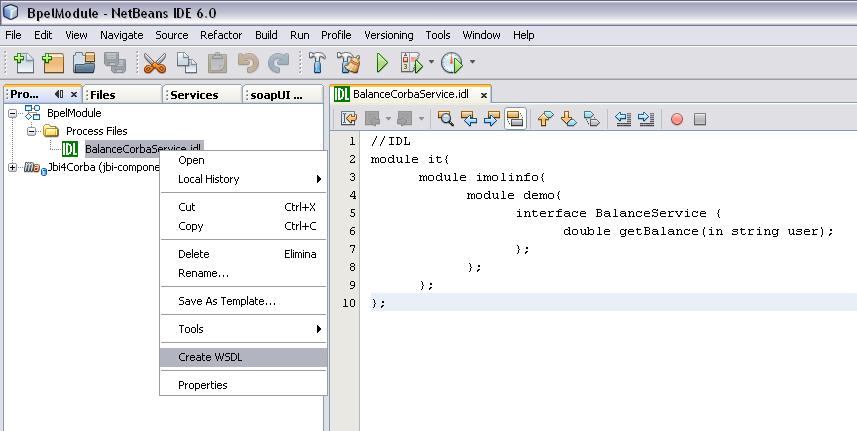 BpelModule - NetBeans IDE 6.0
File Edit View Navigate Source Refactor Build Run Profile Versioning Tools Window Help
Pro... Files Services soapUI ...
BalanceCorbaService.idl
BpelModule
Process Files
IDL BalanceCorbaService.idl
Jbi4Corba (jbi-compone
Open
Local History
Cut Ctrl+X
Copy Ctrl+C
Delete Elimina
Rename...
Save As Template...
Tools
Create WSDL
Properties
IDL
1 //IDL
2 module it{
3 module imolinfo{
4 module demo{
5 interface BalanceService {
6 double getBalance(in string user);
7 };
8 };
9 };
10 };